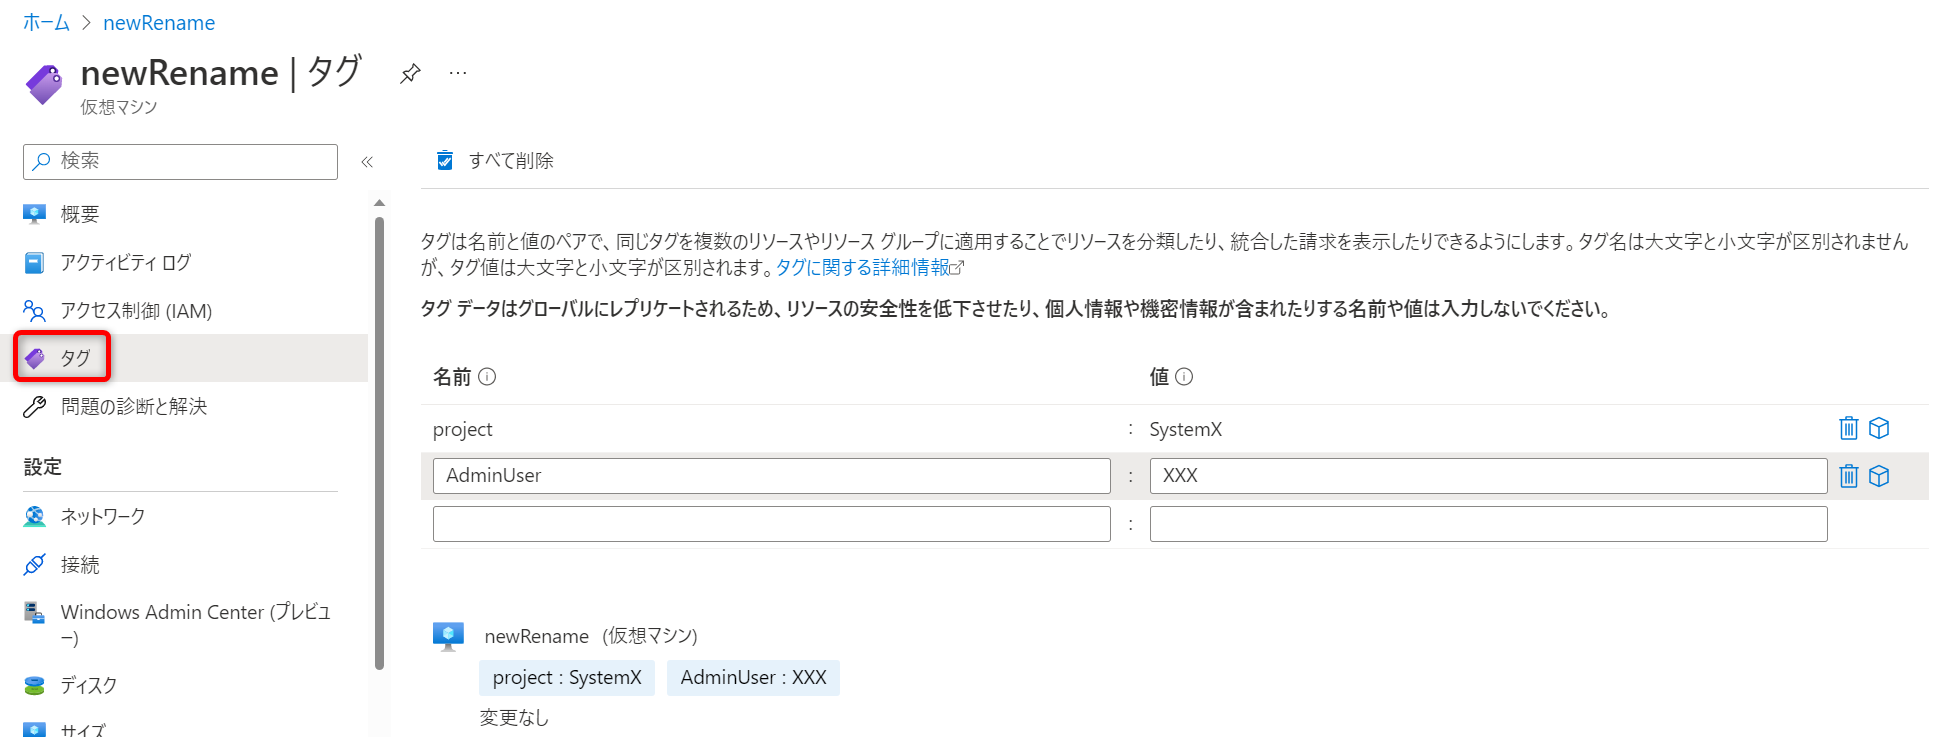 ホーム > newRename
newRename | タグ
仮想マシン
検索
概要
アクティビティ ログ
アクセス制御 (IAM)
タグ
問題の診断と解決
設定
ネットワーク
接続
Windows Admin Center (プレビュ
ー)
ディスク
サイズ
すべて削除
タグは名前と値のペアで、同じタグを複数のリソースやリソース グループに適用することでリソースを分類したり、統合した請求を表示したりできるようにします。タグ名は大文字と小文字が区別されません
が、タグ値は大文字と小文字が区別されます。タグに関する詳細情報
タグ データはグローバルにレプリケートされるため、リソースの安全性を低下させたり、個人情報や機密情報が含まれたりする名前や値は入力しないでください。
名前 値
project : SystemX
AdminUser : XXX
:
newRename (仮想マシン)
project : SystemX AdminUser : XXX
変更なし